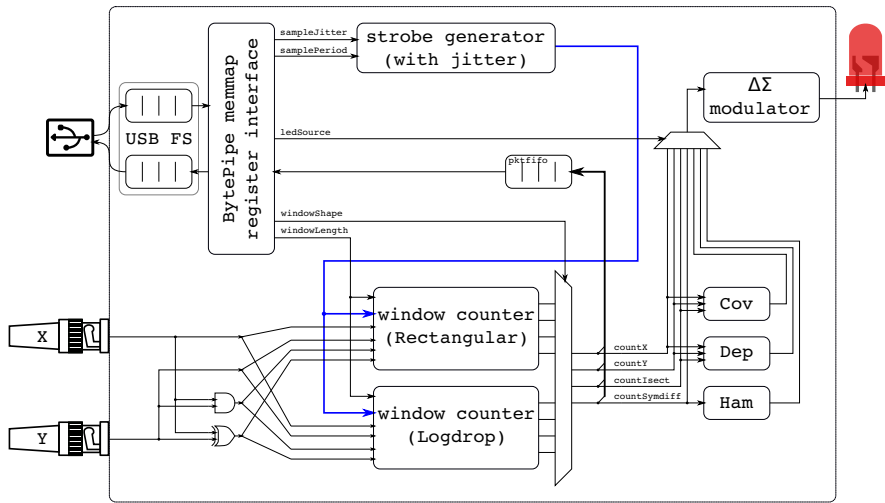 sampleJitter
samplePeriod
strobe generator
(with jitter)
BytePipe memmap
register interface
USB FS
ΔΣ
modulator
ledSource
pktfifo
windowShape
windowLength
window counter
(Rectangular)
window counter
(Logdrop)
X
Y
countX
countY
countIsect
countSymdiff
Cov
Dep
Ham